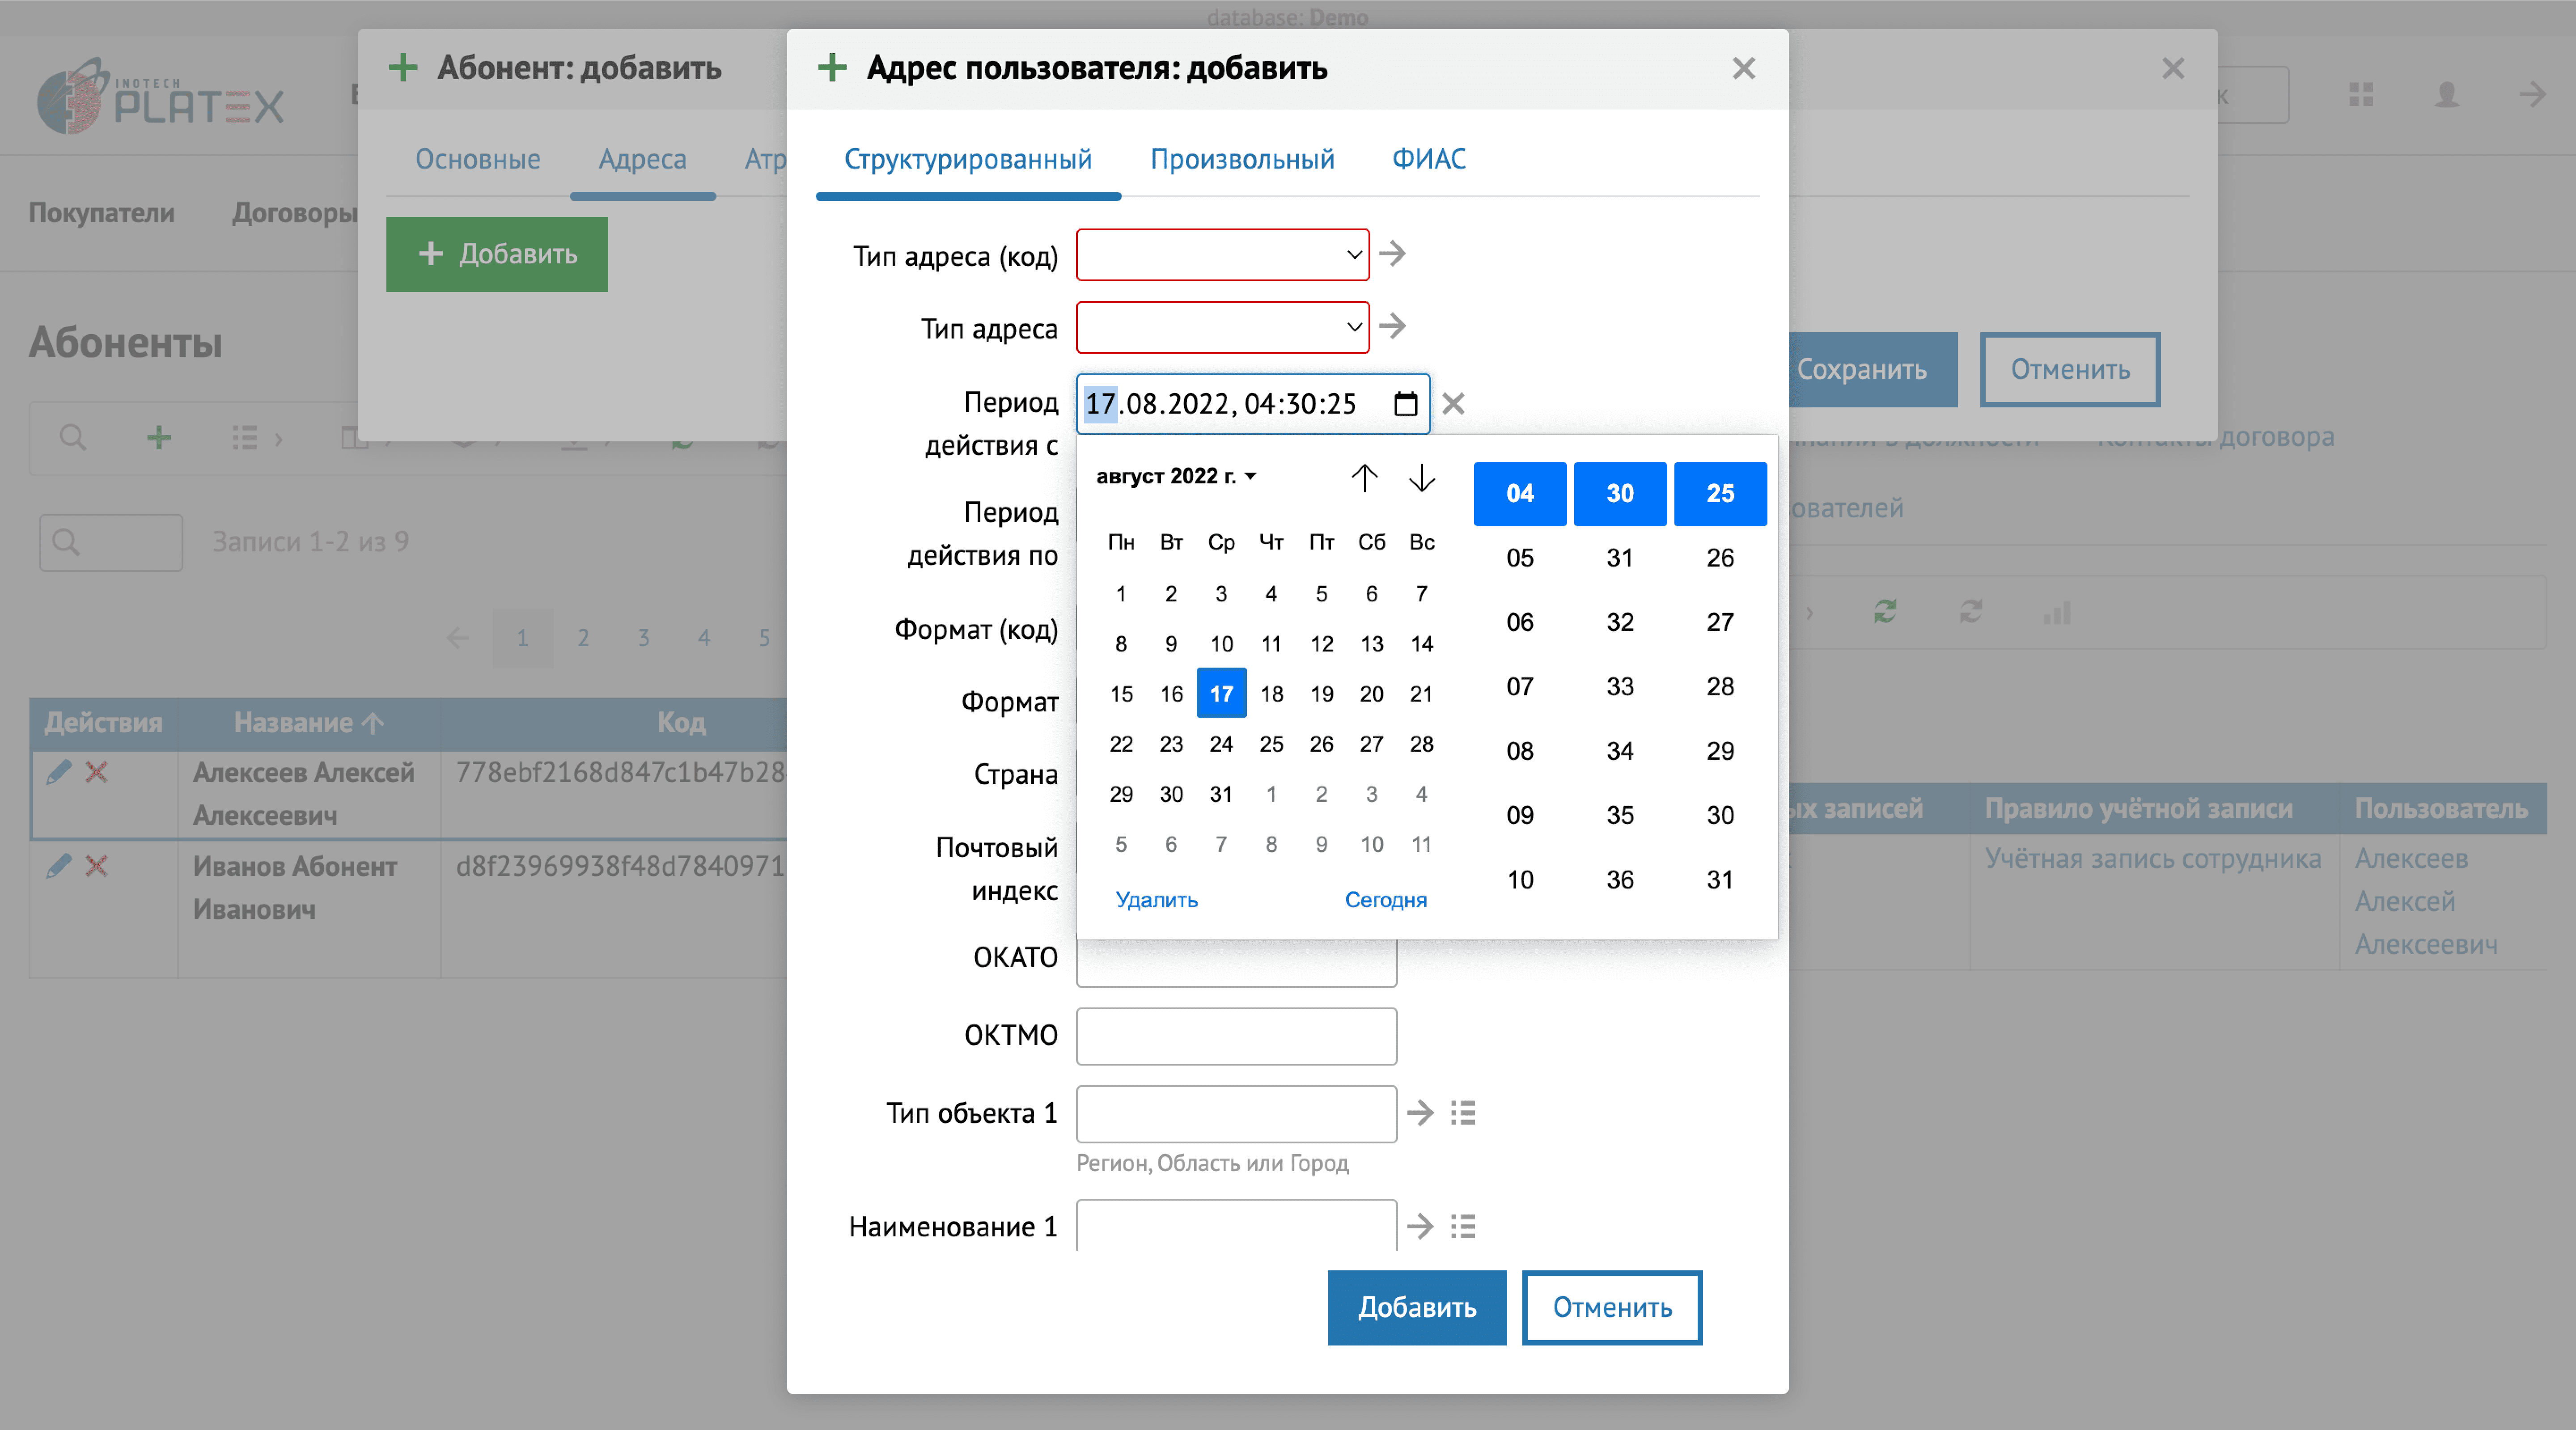 database: Demo
INOTECH
PLATEX
Абонент: добавить
Адрес пользователя: добавить
Основные
Адреса
Структурированный
Произвольный
ФИАС
Покупатели
Договоры
Добавить
Тип адреса (код)
Тип адреса
Период
действия с
17.08.2022, 04:30:25
Абоненты
Сохранить
Отменить
договора
Записи 1-2 из 9
1 2 3 4 5
август 2022 г.
04 30 25
Пн Вт Ср Чт Пт Сб Вс
05 31 26
1 2 3 4 5 6 7
06 32 27
8 9 10 11 12 13 14
07 33 28
15 16 17 18 19 20 21
08 34 29
22 23 24 25 26 27 28
09 35 30
29 30 31 1 2 3 4
10 36 31
5 6 7 8 9 10 11
Удалить
Сегодня
Период
действия по
Формат (код)
Формат
Страна
Почтовый
индекс
ОКАТО
ОКТМО
Тип объекта 1
Регион, Область или Город
Наименование 1
Добавить
Отменить
Действия
Название
Код
Алексеев Алексей
Алексеевич
778ebf2168d847c1b47b28
Иванов Абонент
Иванович
d8f23969938f48d7840971
записей
Правило учётной записи
Пользователь
Учётная запись сотрудника
Алексеев
Алексей
Алексеевич